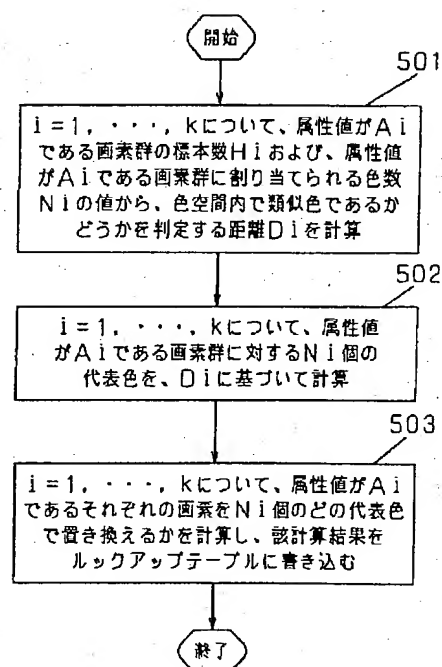 開始
501
i=1，・・・，kについて、属性値がAi
である画素群の標本数Hiおよび、属性値
がAiである画素群に割り当てられる色数
Niの値から、色空間内で類似色であるか
どうかを判定する距離Diを計算
502
i=1，・・・，kについて、属性値
がAiである画素群に対するNi個の
代表色を、Diに基づいて計算
503
i=1，・・・，kについて、属性値がAi
であるそれぞれの画素をNi個のどの代表色
で置き換えるかを計算し、該計算結果を
ルックアップテーブルに書き込む
終了